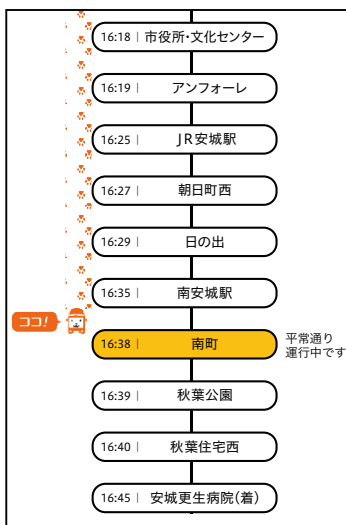 16:18 | 市役所・文化センター
16:19 | アンフォーレ
16:25 | JR安城駅
16:27 | 朝日町西
16:29 | 日の出
16:35 | 南安城駅
ココ!
16:38 | 南町
平常通り
運行中です
16:39 | 秋葉公園
16:40 | 秋葉住宅西
16:45 | 安城更生病院(着)